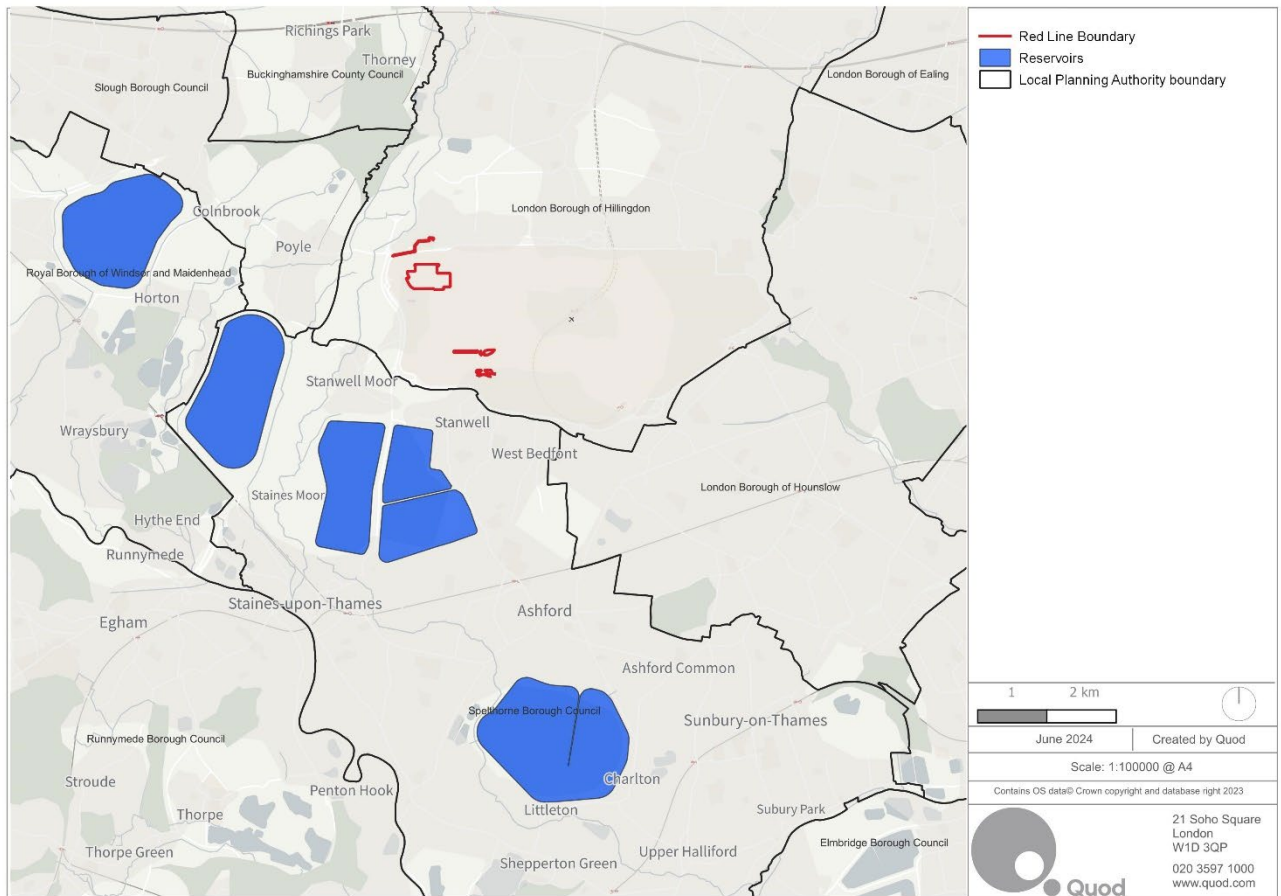 Richings Park
Thorney
Buckinghamshire County Council
London Borough of Ealing
Slough Borough Council
Colnbrook
London Borough of Hillingdon
Poyle
Royal Borough of Windsor and Maidenhead
Horton
Stanwell Moor
Stanwell
Wraysbury
West Bedfont
London Borough of Hounslow
Staines Moor
Hythe End
Runnymede
Staines-upon-Thames
Ashford
Egham
Ashford Common
Spelthorne Borough Council
Sunbury-on-Thames
Runnymede Borough Council
Stroude
Charlton
Penton Hook
Littleton
Subury Park
Thorpe
Elmbridge Borough Council
Thorpe Green
Upper Halliford
Shepperton Green
Red Line Boundary
Reservoirs
Local Planning Authority boundary
1 2 km
June 2024
Created by Quod
Scale: 1:100000 @ A4
Contains OS data© Crown copyright and database right 2023
Quod
21 Soho Square
London
W1D 3QP
020 3597 1000
www.quod.com